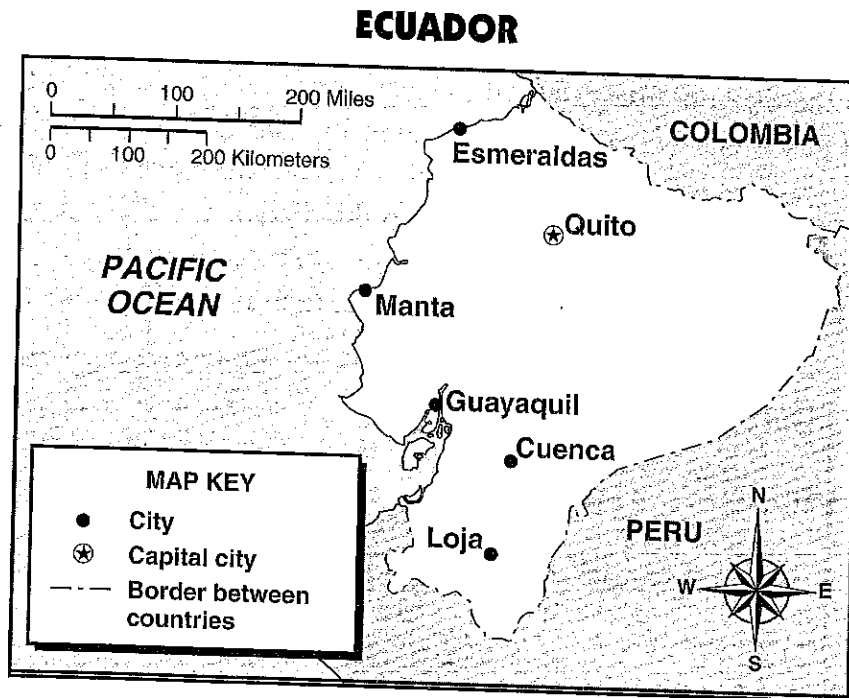 ECUADOR
0 100 200 Miles
0 100 200 Kilometers
COLOMBIA
Esmeraldas
Quito
PACIFIC
OCEAN
Manta
Guayaquil
Cuenca
Loja
PERU
MAP KEY
City
Capital city
Border between
countries
N
W
E
S